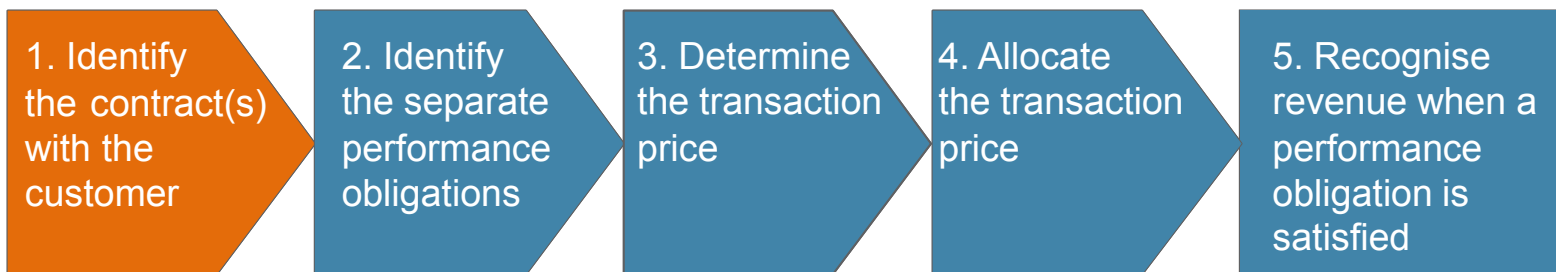 1. Identify
the contract(s)
with the
customer
2. Identify
the separate
performance
obligations
3. Determine
the transaction
price
4. Allocate
the transaction
price
5. Recognise
revenue when a
performance
obligation is
satisfied